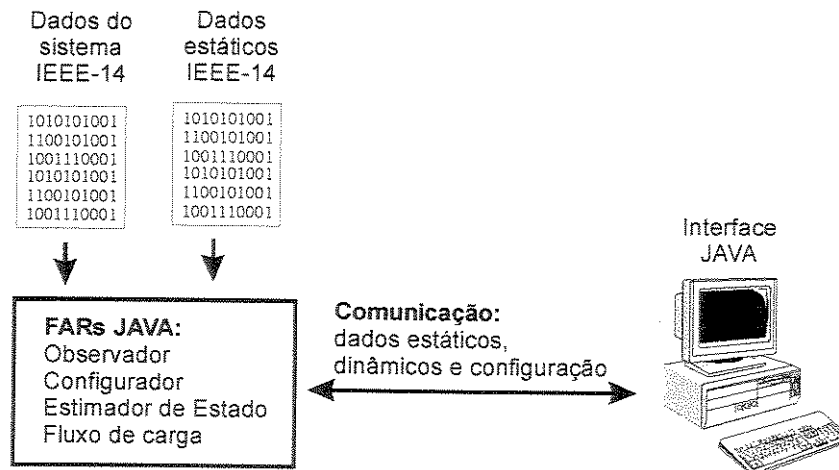 Dados do
sistema
IEEE-14
Dados
estáticos
IEEE-14
1010101001
1100101001
1001110001
1010101001
1100101001
1001110001
1010101001
1100101001
1001110001
1010101001
1100101001
1001110001
Interface
JAVA
FARs JAVA:
Observador
Configurador
Estimador de Estado
Fluxo de carga
Comunicação:
dados estáticos,
dinâmicos e configuração